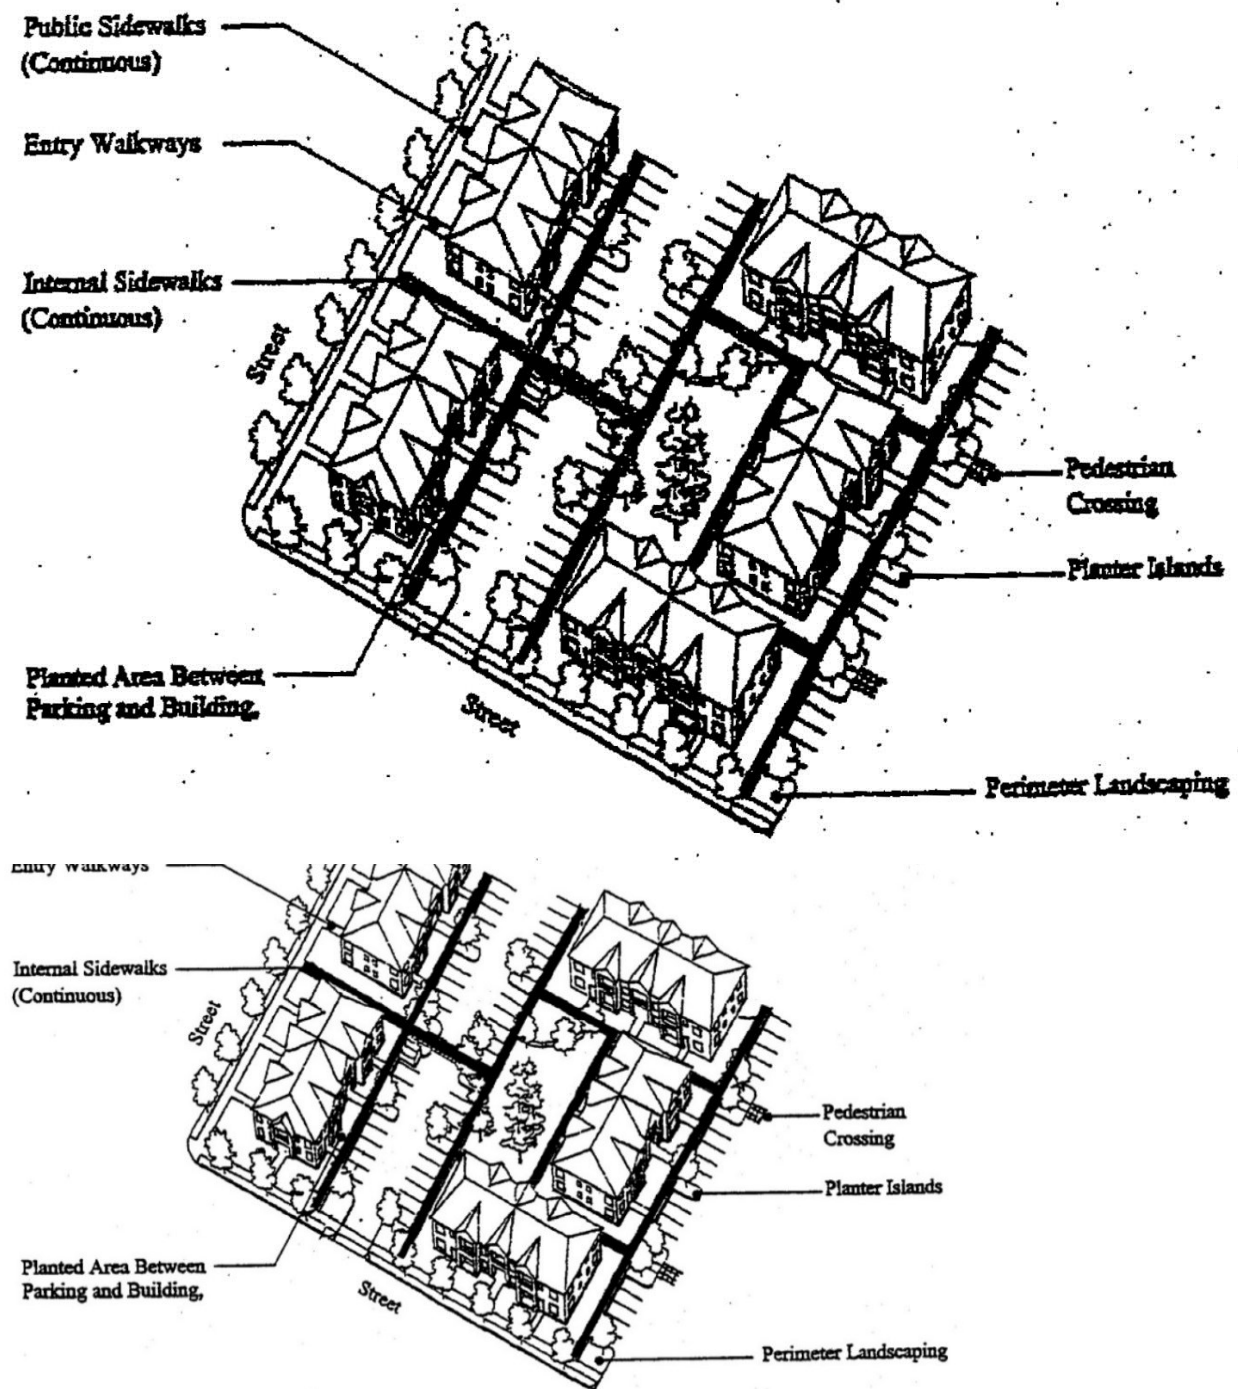 Public Sidewalks
(Continuous)
Entry Walkways
Internal Sidewalks
(Continuous)
Street
Pedestrian
Crossing
Planter Islands
Planted Area Between
Parking and Building,
Street
Perimeter Landscaping
Entry Walkways
Internal Sidewalks
(Continuous)
Street
Pedestrian
Crossing
Planter Islands
Planted Area Between
Parking and Building,
Street
Perimeter Landscaping